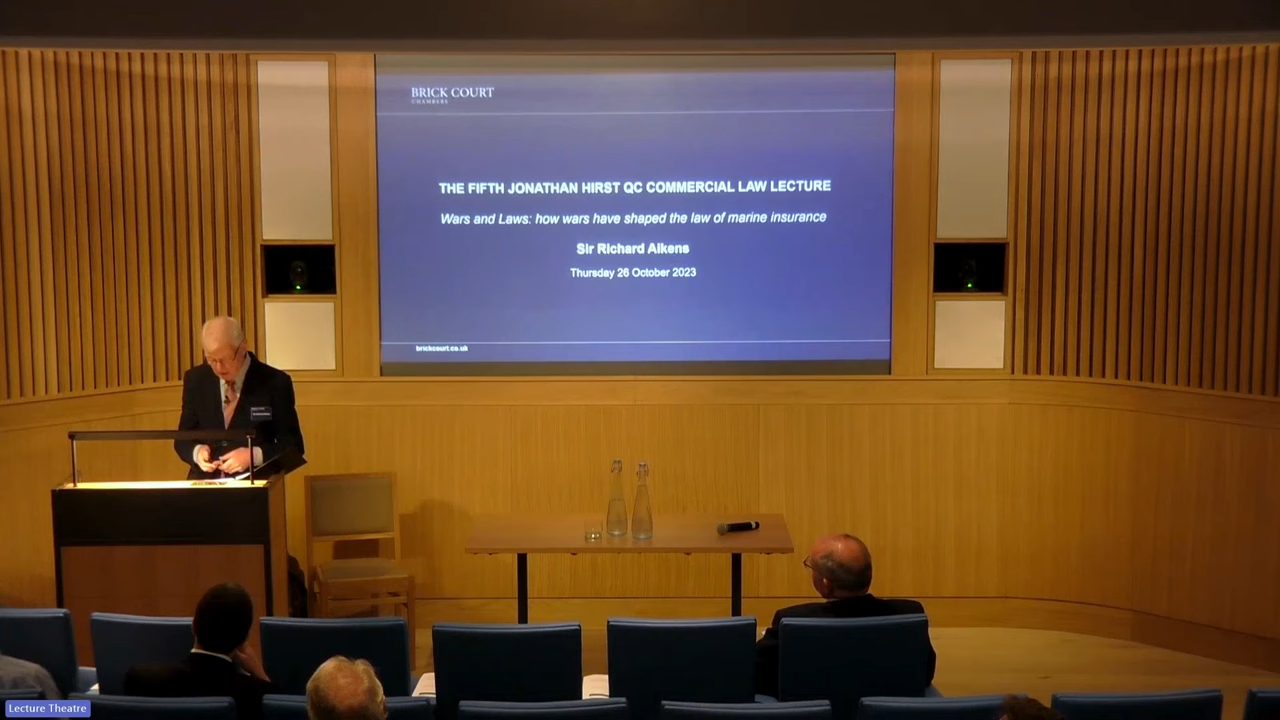 BRICK COURT
CHAMBERS
THE FIFTH JONATHAN HIRST QC COMMERCIAL LAW LECTURE
Wars and Laws: how wars have shaped the law of marine insurance
Sir Richard Aikens
Thursday 26 October 2023
brickcourt.co.uk
Lecture Theatre